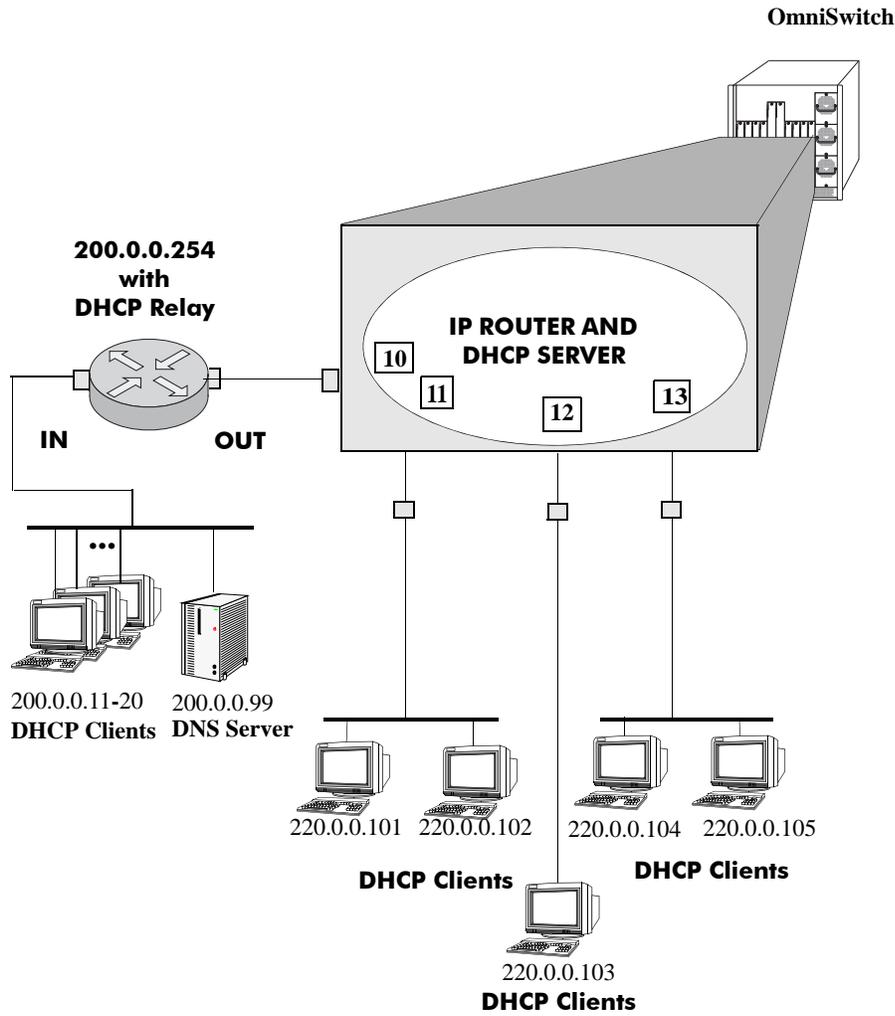 OmniSwitch
200.0.0.254
with
DHCP Relay
IP ROUTER AND
DHCP SERVER
10
11
12
13
IN
OUT
•••
200.0.0.11-20
DHCP Clients
200.0.0.99
DNS Server
220.0.0.101
220.0.0.102
DHCP Clients
220.0.0.104
220.0.0.105
DHCP Clients
220.0.0.103
DHCP Clients